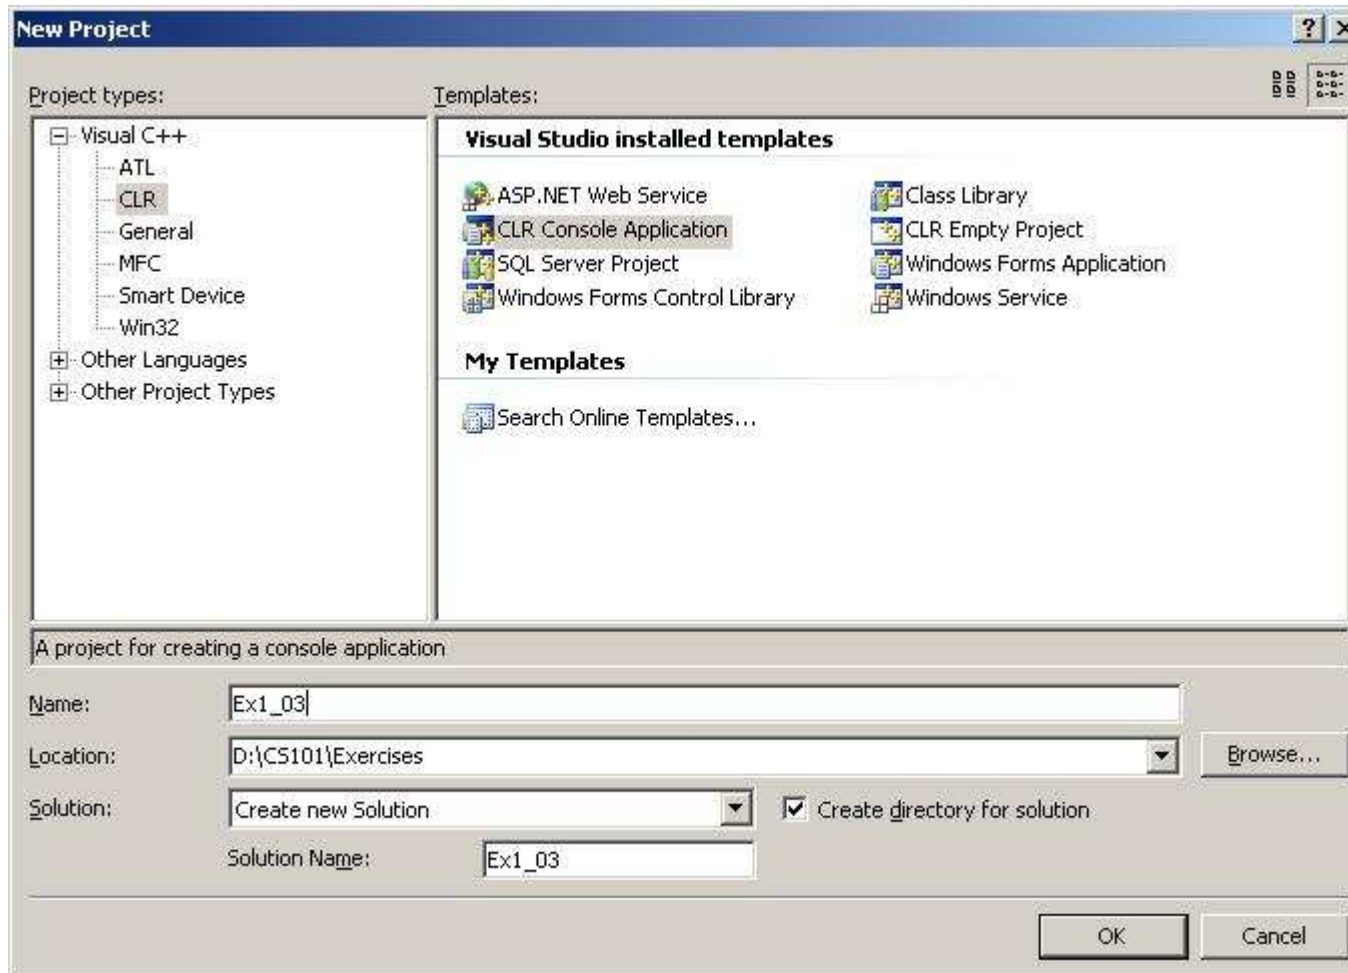 New Project
Project types:
Templates:
Visual C++
ATL
CLR
General
MFC
Smart Device
Win32
Other Languages
Other Project Types
Visual Studio installed templates
ASP.NET Web Service
Class Library
CLR Console Application
CLR Empty Project
SQL Server Project
Windows Forms Application
Windows Forms Control Library
Windows Service
My Templates
Search Online Templates...
A project for creating a console application
Name:
Ex1_03
Location:
D:\CS101\Exercises
Browse...
Solution:
Create new Solution
Create directory for solution
Solution Name:
Ex1_03
OK
Cancel